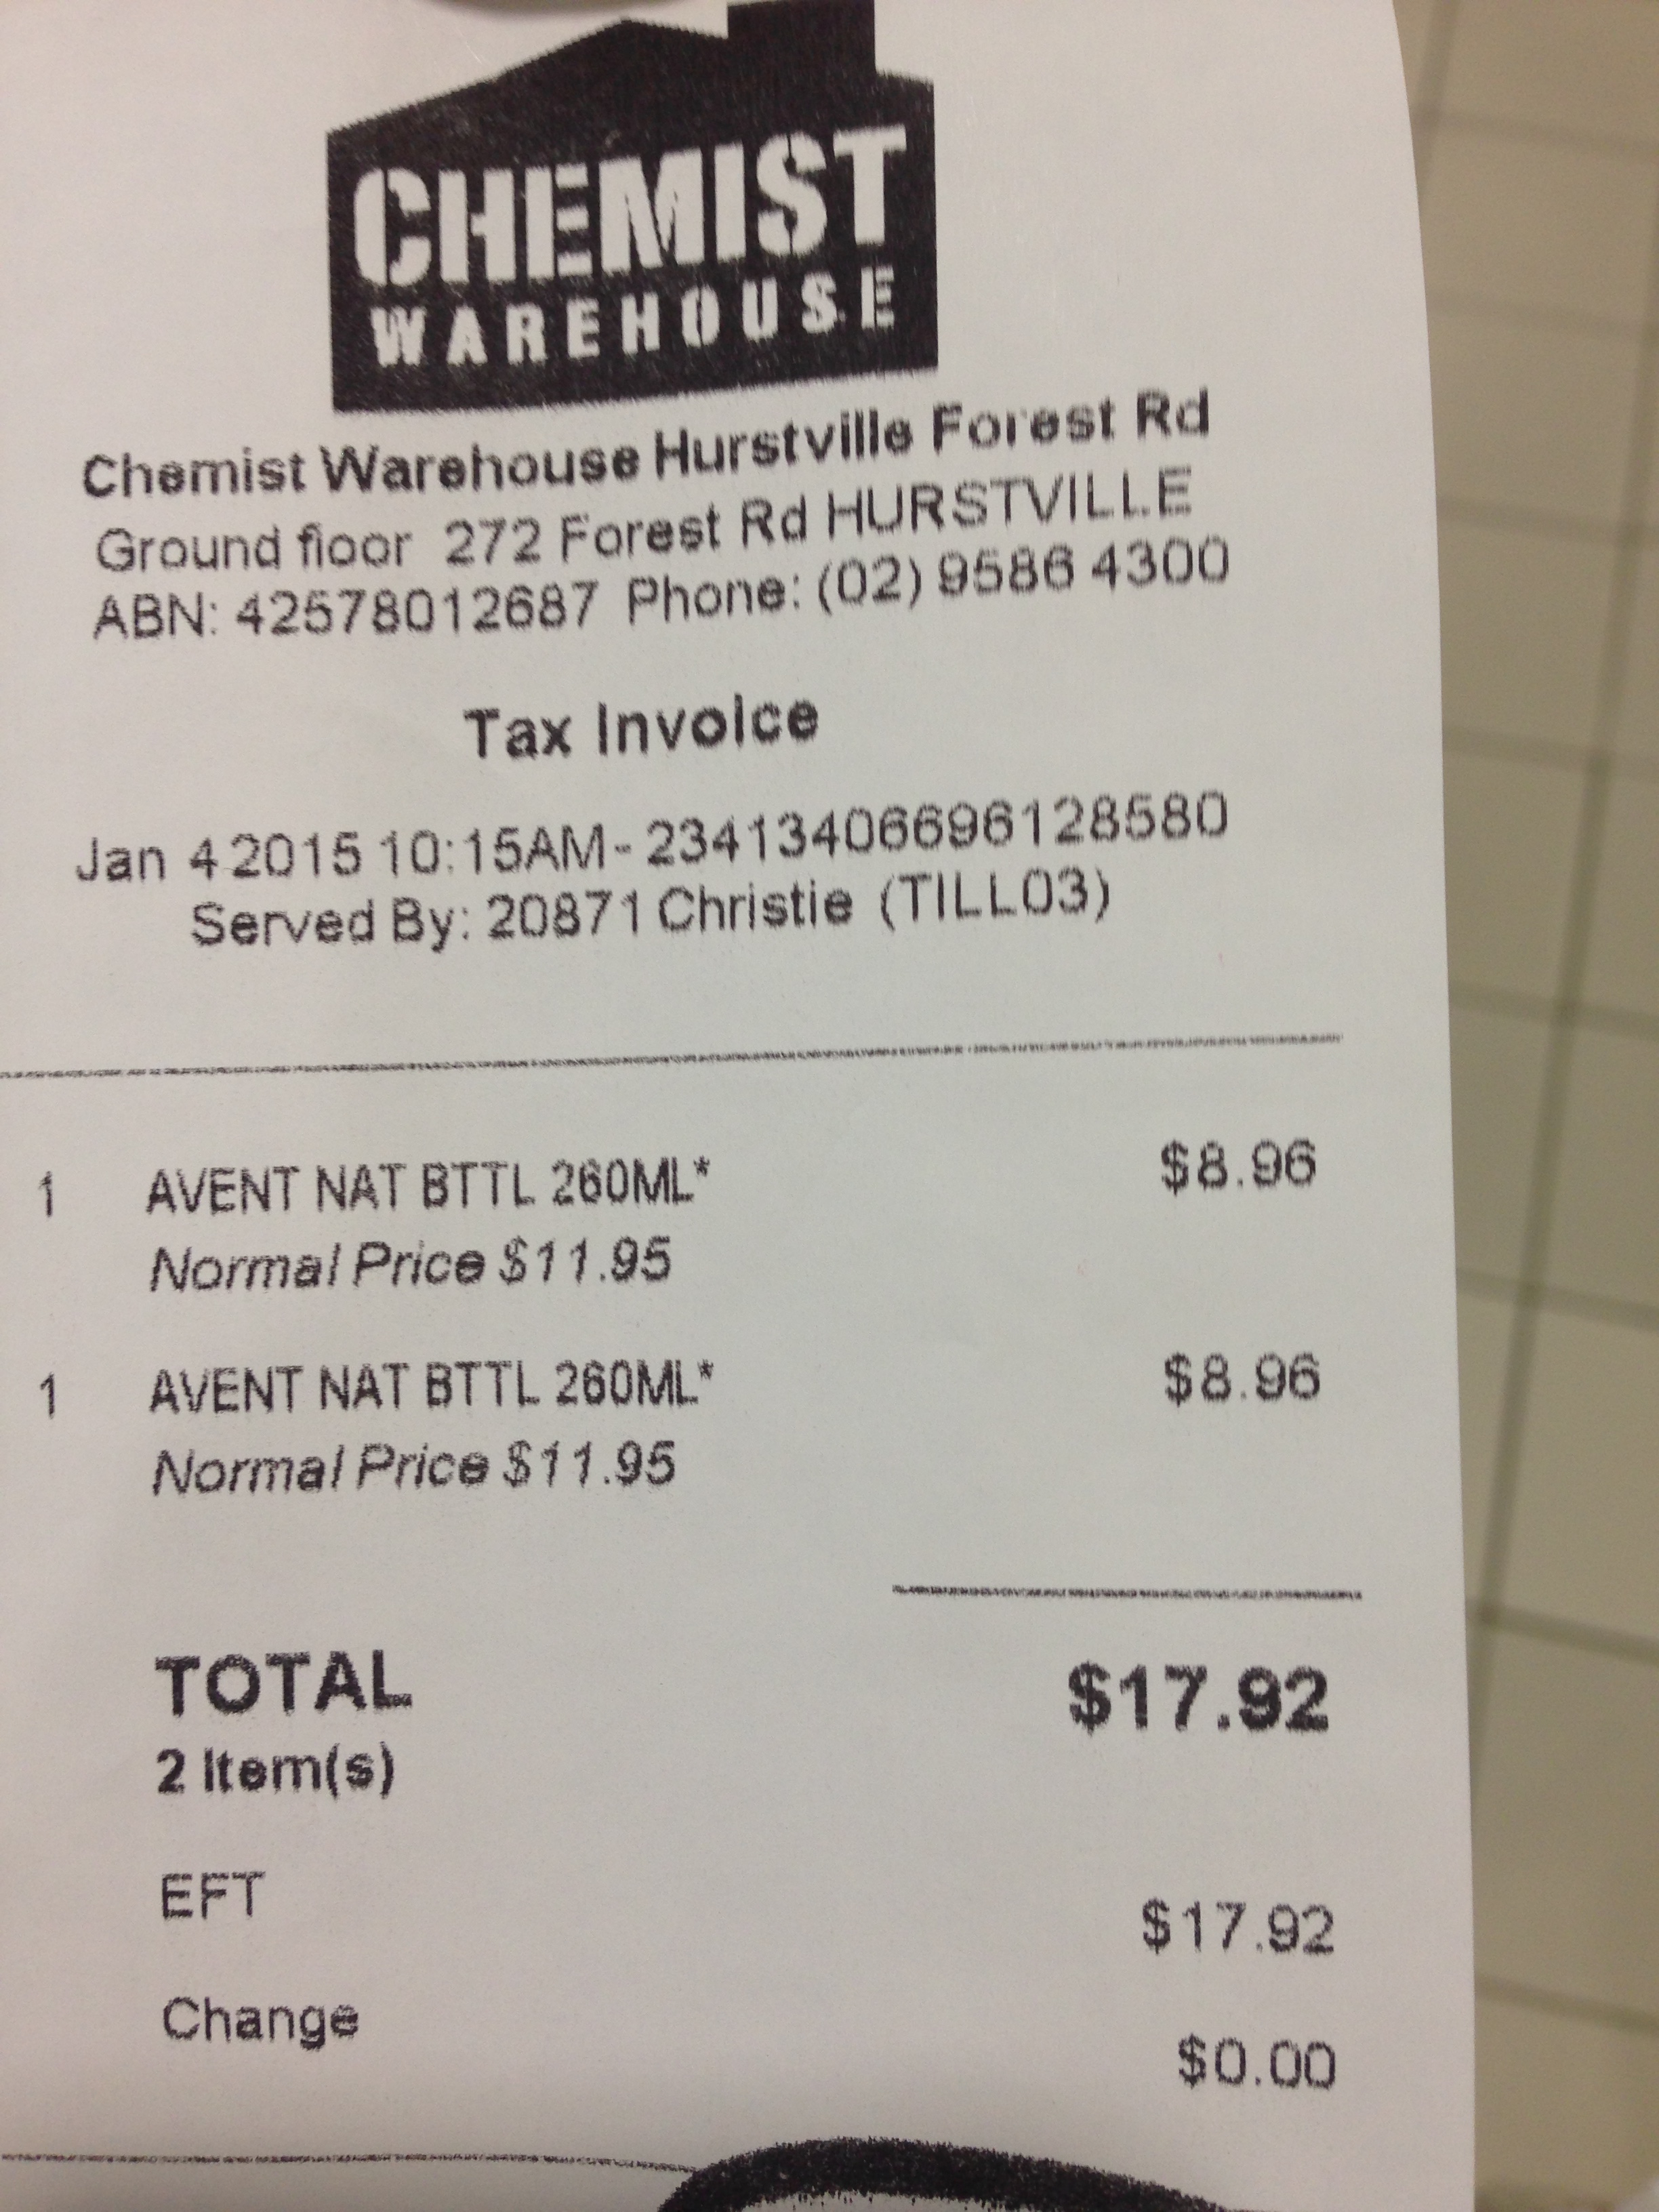 CHEMIST
WAREHOUSE
Chemist Warehouse Hurstville Forest Rd
Ground floor 272 Forest Rd HURSTVILLE
ABN: 42578012687 Phone: (02) 9586 4300
Tax Invoice
Jan 4 2015 10:15AM - 23413406696128580
Served By: 20871 Christie (TILL03)
1 AVENT NAT BTTL 260ML* $8.96
Normal Price $11.95
1 AVENT NAT BTTL 260ML* $8.96
Normal Price $11.95
TOTAL $17.92
2 Item(s)
EFT $17.92
Change $0.00